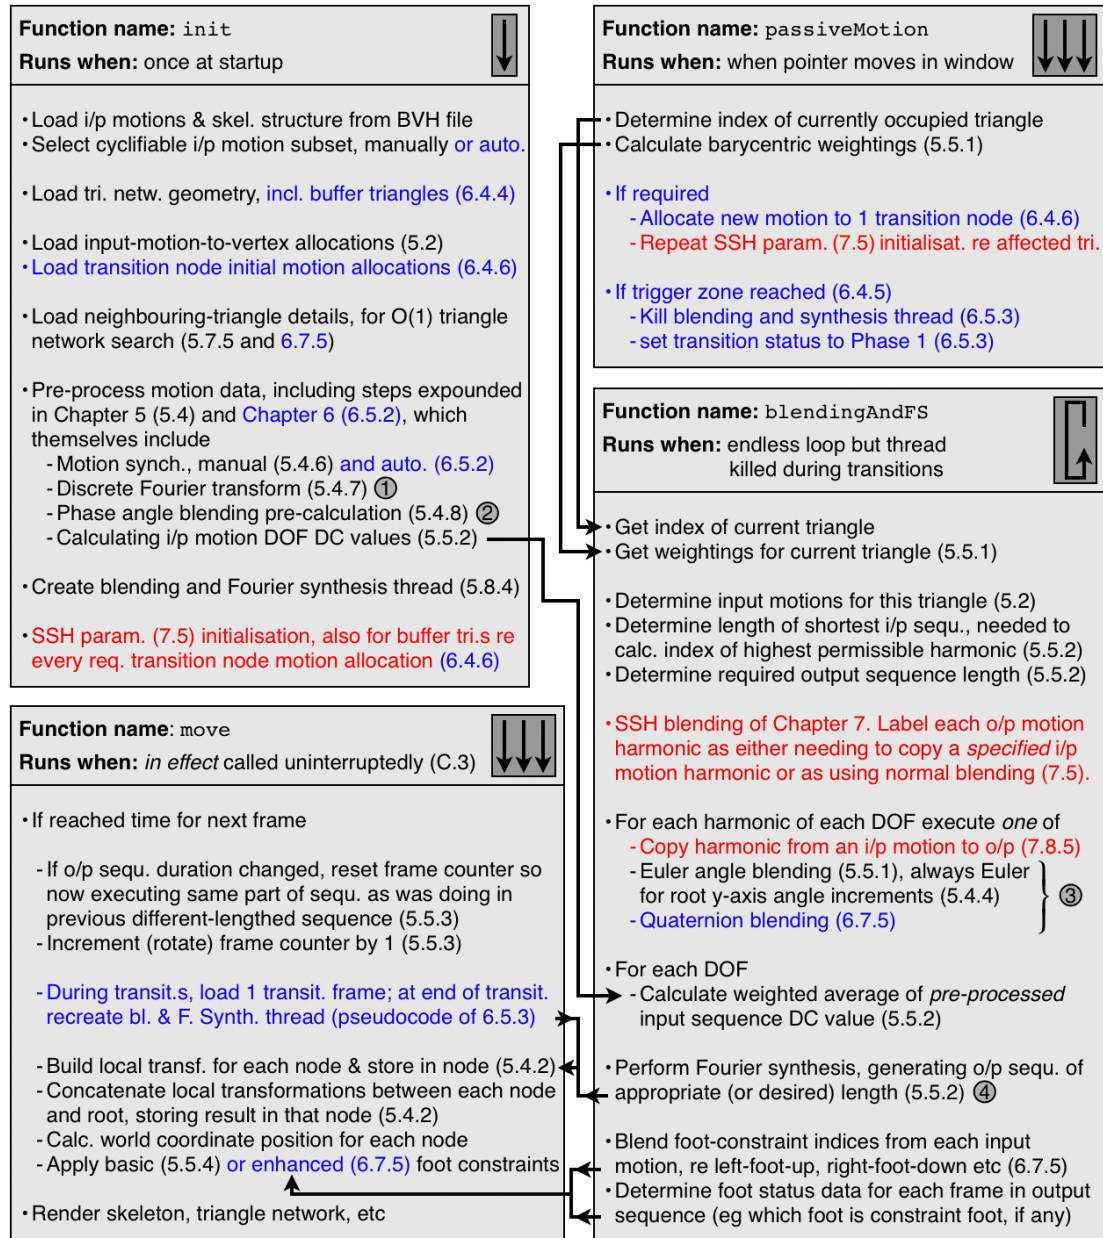 Function name: init
Runs when: once at startup
• Load i/p motions & skel. structure from BVH file
• Select cyclifiable i/p motion subset, manually or auto.
• Load tri. netw. geometry, incl. buffer triangles (6.4.4)
• Load input-motion-to-vertex allocations (5.2)
• Load transition node initial motion allocations (6.4.6)
• Load neighbouring-triangle details, for O(1) triangle
network search (5.7.5 and 6.7.5)
• Pre-process motion data, including steps expounded
in Chapter 5 (5.4) and Chapter 6 (6.5.2), which
themselves include
- Motion synch., manual (5.4.6) and auto. (6.5.2)
- Discrete Fourier transform (5.4.7) 1
- Phase angle blending pre-calculation (5.4.8) 2
- Calculating i/p motion DOF DC values (5.5.2)
• Create blending and Fourier synthesis thread (5.8.4)
• SSH param. (7.5) initialisation, also for buffer tri.s re
every req. transition node motion allocation (6.4.6)
Function name: move
Runs when: in effect called uninterruptedly (C.3)
• If reached time for next frame
- If o/p sequ. duration changed, reset frame counter so
now executing same part of sequ. as was doing in
previous different-lengthed sequence (5.5.3)
- Increment (rotate) frame counter by 1 (5.5.3)
- During transit.s, load 1 transit. frame; at end of transit.
recreate bl. & F. Synth. thread (pseudocode of 6.5.3)
- Build local transf. for each node & store in node (5.4.2)
- Concatenate local transformations between each node
and root, storing result in that node (5.4.2)
- Calc. world coordinate position for each node
- Apply basic (5.5.4) or enhanced (6.7.5) foot constraints
• Render skeleton, triangle network, etc
Function name: passiveMotion
Runs when: when pointer moves in window
• Determine index of currently occupied triangle
• Calculate barycentric weightings (5.5.1)
• If required
- Allocate new motion to 1 transition node (6.4.6)
- Repeat SSH param. (7.5) initialisat. re affected tri.
• If trigger zone reached (6.4.5)
- Kill blending and synthesis thread (6.5.3)
- set transition status to Phase 1 (6.5.3)
Function name: blendingAndFS
Runs when: endless loop but thread
killed during transitions
• Get index of current triangle
• Get weightings for current triangle (5.5.1)
• Determine input motions for this triangle (5.2)
• Determine length of shortest i/p sequ., needed to
calc. index of highest permissible harmonic (5.5.2)
• Determine required output sequence length (5.5.2)
• SSH blending of Chapter 7. Label each o/p motion
harmonic as either needing to copy a specified i/p
motion harmonic or as using normal blending (7.5).
• For each harmonic of each DOF execute one of
- Copy harmonic from an i/p motion to o/p (7.8.5)
- Euler angle blending (5.5.1), always Euler
for root y-axis angle increments (5.4.4) 3
- Quaternion blending (6.7.5)
• For each DOF
- Calculate weighted average of pre-processed
input sequence DC value (5.5.2)
• Perform Fourier synthesis, generating o/p sequ. of
appropriate (or desired) length (5.5.2) 4
• Blend foot-constraint indices from each input
motion, re left-foot-up, right-foot-down etc (6.7.5)
• Determine foot status data for each frame in output
sequence (eg which foot is constraint foot, if any)